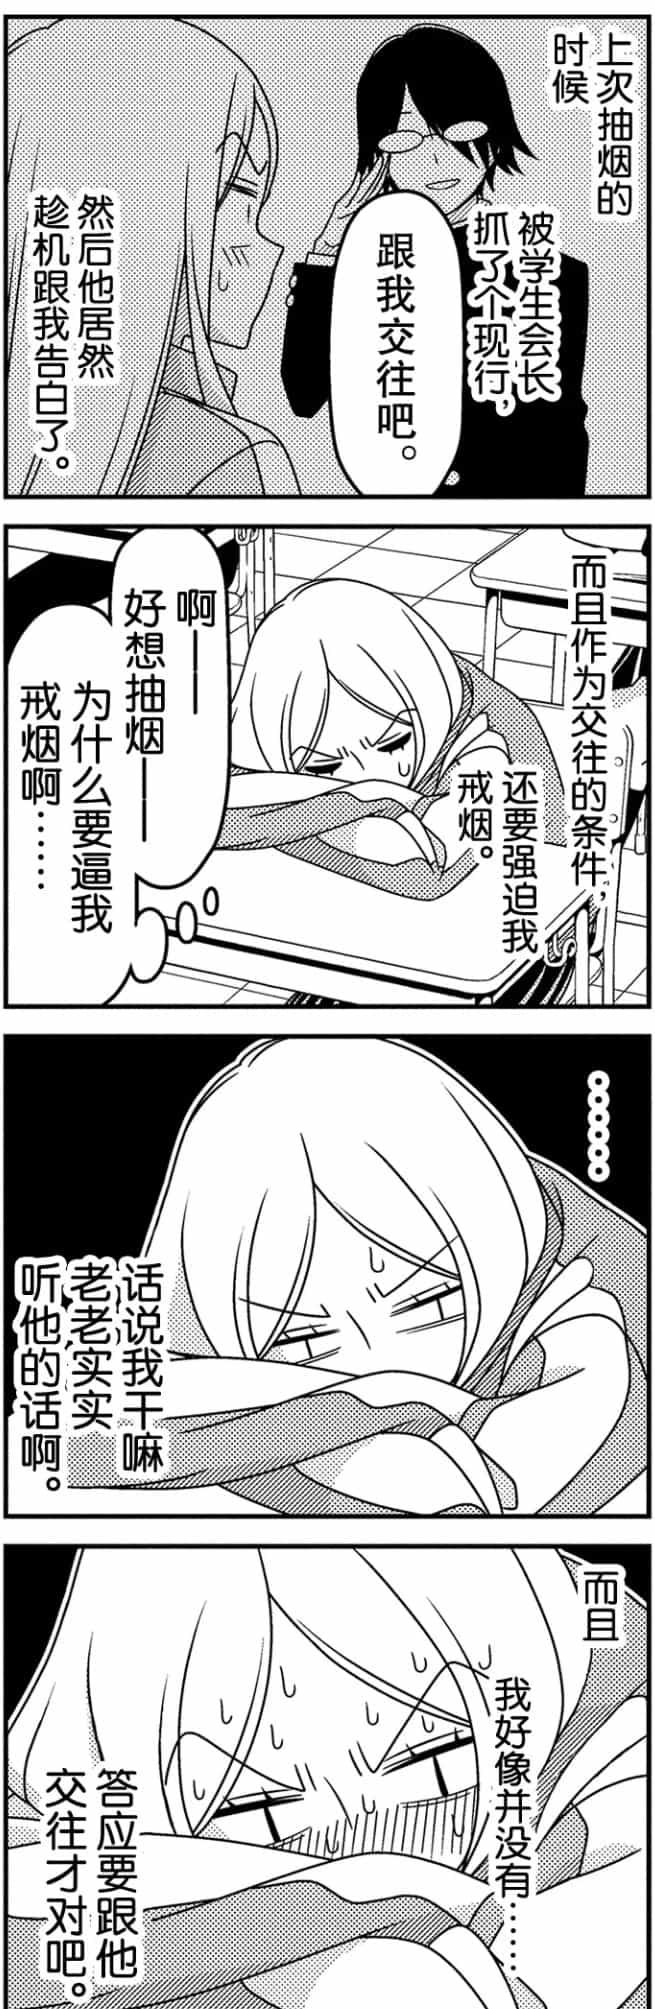 上次抽烟的
时候
被学生会长
抓了个现行，
跟我交往吧。
然后他居然
趁机跟我告白了。
而且作为交往的条件，
还要强迫我
戒烟。
啊——
好想抽烟——
为什么要逼我
戒烟啊……
……
话说我干嘛
老老实实
听他的话啊。
而且
我好像并没有……
答应要跟他
交往才对吧。